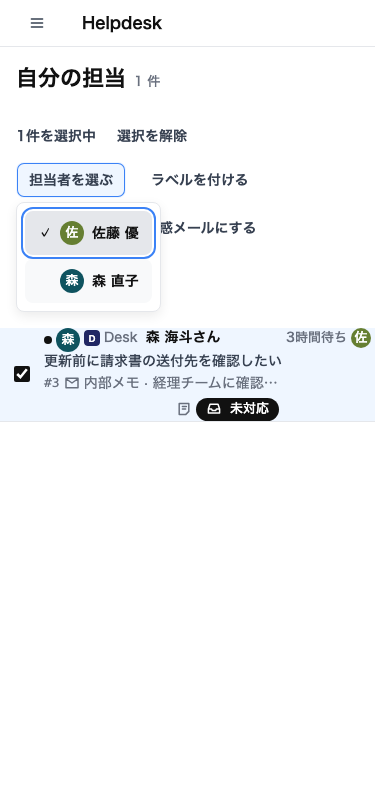 Helpdesk
自分の担当 1 件
1件を選択中 選択を解除
担当者を選ぶ ラベルを付ける
惑メールにする
✓ 佐 佐藤 優
森 森 直子
森 D Desk 森 海斗さん 3時間待ち 佐
更新前に請求書の送付先を確認したい
#3 内部メモ · 経理チームに確認…
未対応